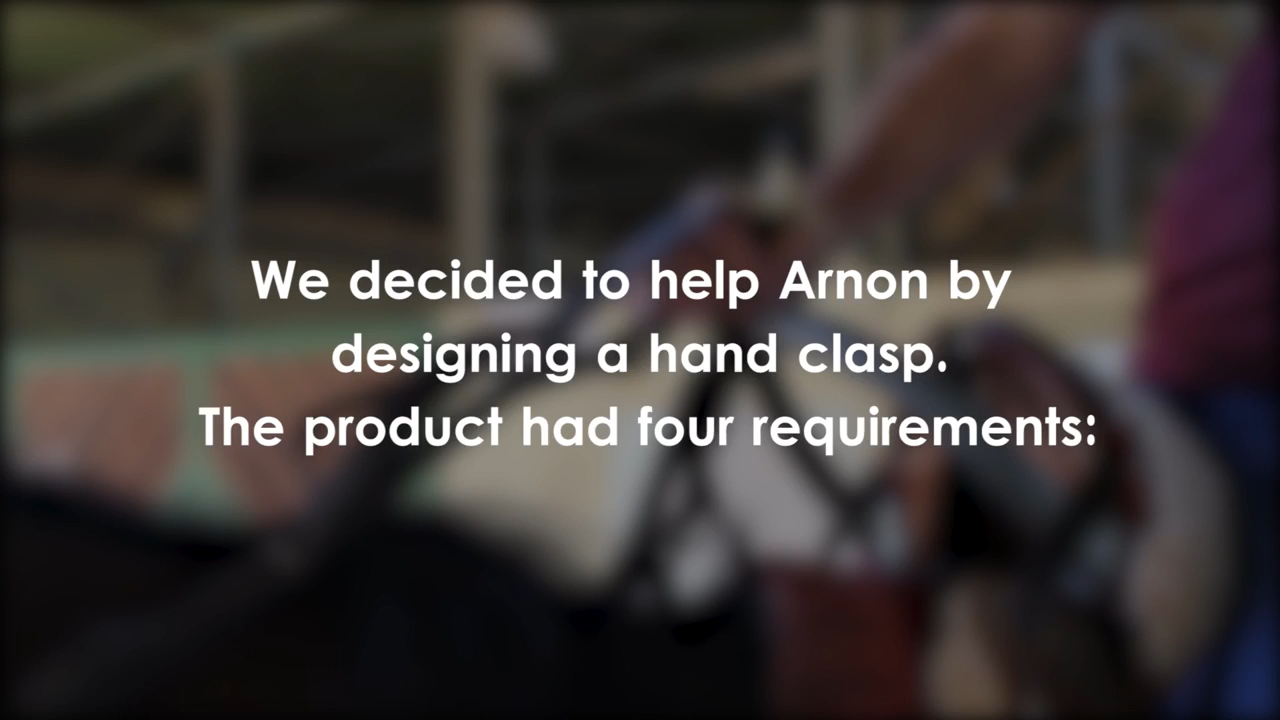 We decided to help Arnon by
designing a hand clasp.
The product had four requirements: